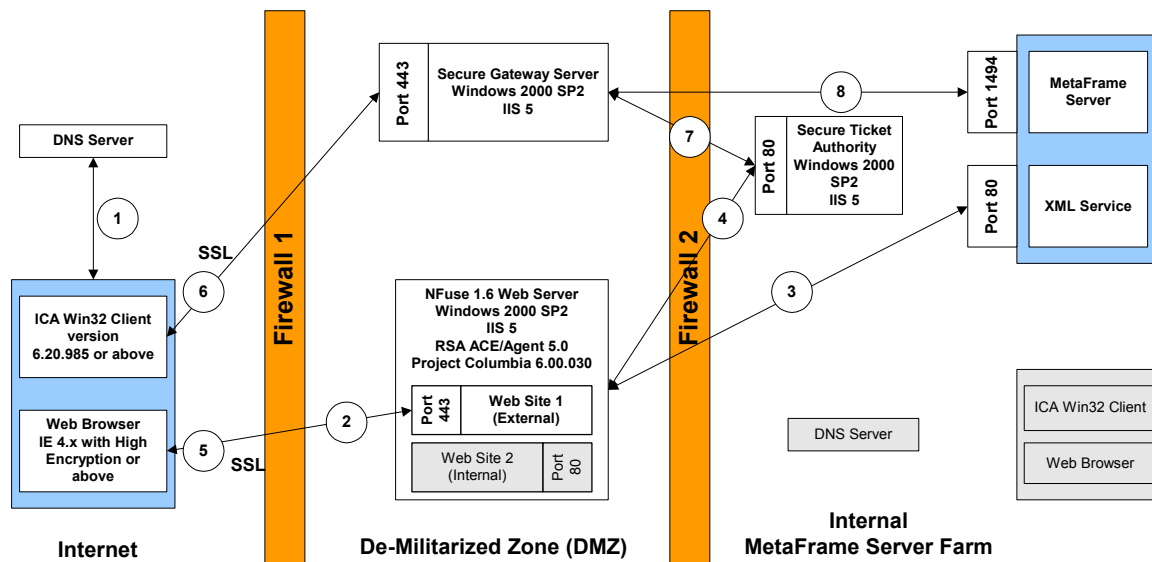 DNS Server
1
ICA Win32 Client
version
6.20.985 or above
Web Browser
IE 4.x with High
Encryption or
above
Internet
SSL
6
5
SSL
Firewall 1
2
Port 443
Secure Gateway Server
Windows 2000 SP2
IIS 5
NFuse 1.6 Web Server
Windows 2000 SP2
IIS 5
RSA ACE/Agent 5.0
Project Columbia 6.00.030
Port
443
Web Site 1
(External)
Web Site 2
(Internal)
Port
80
De-Militarized Zone (DMZ)
Firewall 2
7
4
8
3
Port 80
Secure Ticket
Authority
Windows 2000
SP2
IIS 5
Port 1494
MetaFrame
Server
Port 80
XML Service
DNS Server
ICA Win32 Client
Web Browser
Internal
MetaFrame Server Farm